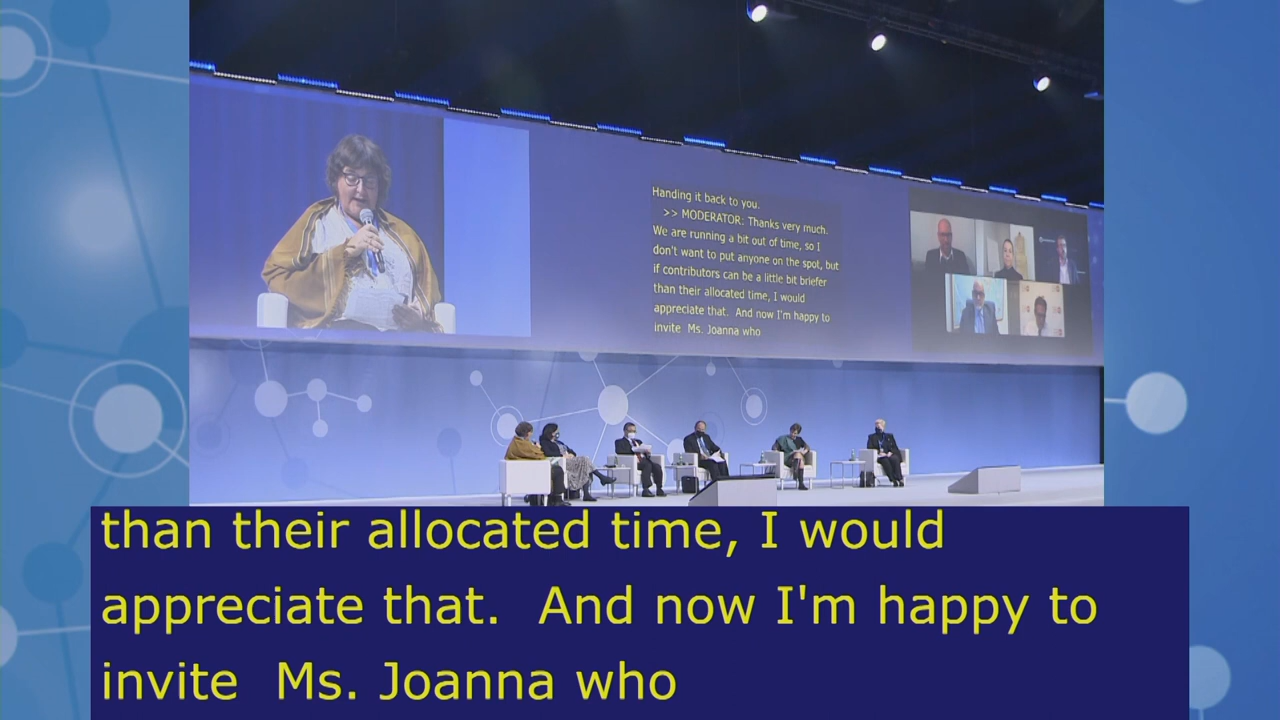 Handing it back to you.
>> MODERATOR: Thanks very much.
We are running a bit out of time, so I
don't want to put anyone on the spot, but
if contributors can be a little bit briefer
than their allocated time, I would
appreciate that. And now I'm happy to
invite Ms. Joanna who
than their allocated time, I would
appreciate that. And now I'm happy to
invite Ms. Joanna who